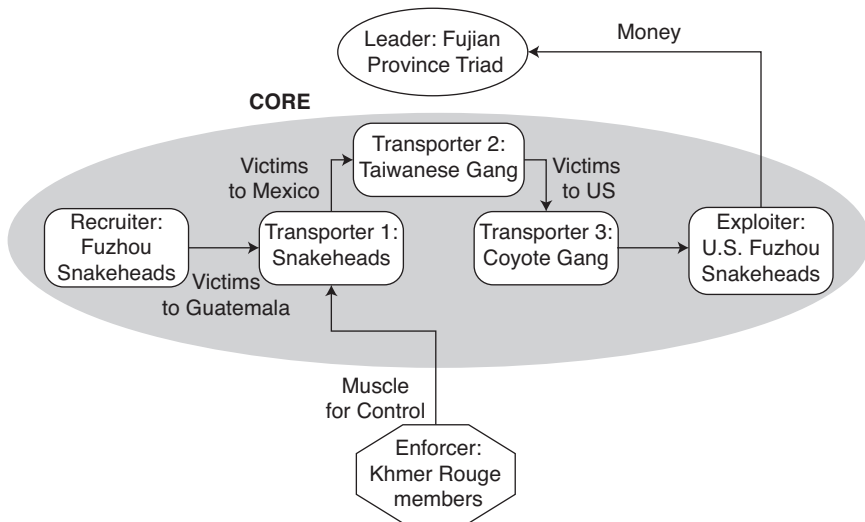 Leader: Fujian
Province Triad
Money
CORE
Transporter 2:
Taiwanese Gang
Victims
to Mexico
Victims
to US
Recruiter:
Fuzhou
Snakeheads
Transporter 1:
Snakeheads
Transporter 3:
Coyote Gang
Exploiter:
U.S. Fuzhou
Snakeheads
Victims
to Guatemala
Muscle
for Control
Enforcer:
Khmer Rouge
members